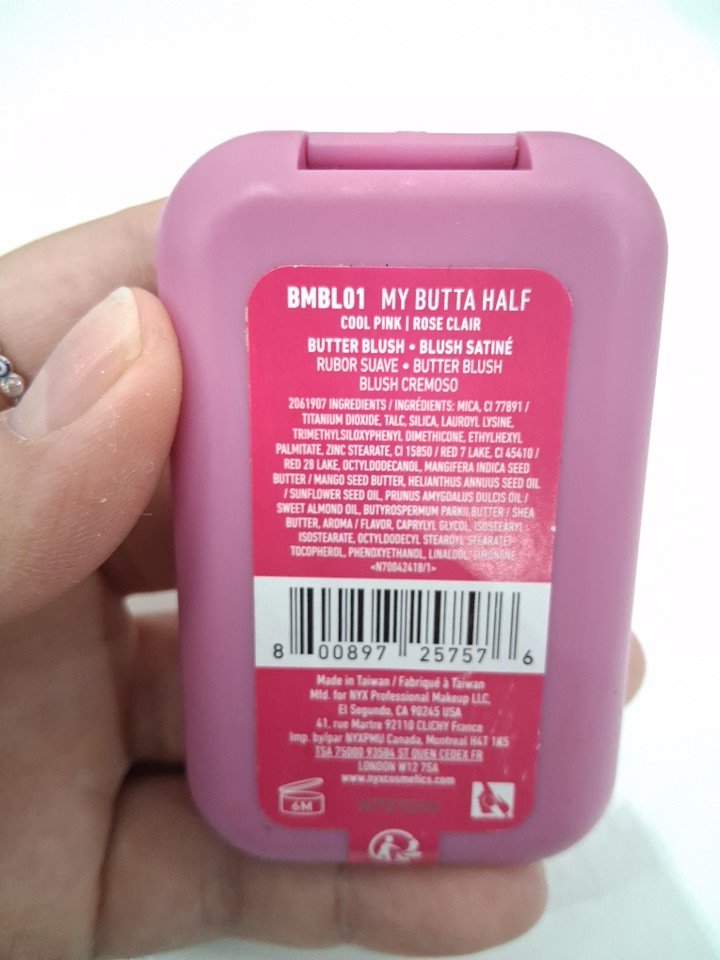 BMBL01 MY BUTTA HALF
COOL PINK | ROSE CLAIR
BUTTER BLUSH • BLUSH SATINÉ
RUBOR SUAVE • BUTTER BLUSH
BLUSH CREMOSO
2061907 INGREDIENTS / INGRÉDIENTS: MICA, CI 77891 /
TITANIUM DIOXIDE, TALC, SILICA, LAUROYL LYSINE,
TRIMETHYLSILOXYPHENYL DIMETHICONE, ETHYLHEXYL
PALMITATE, ZINC STEARATE, CI 15850 / RED 7 LAKE, CI 45410 /
RED 28 LAKE, OCTYLDODECANOL, MANGIFERA INDICA SEED
BUTTER / MANGO SEED BUTTER, HELIANTHUS ANNUUS SEED OIL
/ SUNFLOWER SEED OIL, PRUNUS AMYGDALUS DULCIS OIL /
SWEET ALMOND OIL, BUTYROSPERMUM PARKII BUTTER / SHEA
BUTTER, AROMA / FLAVOR, CAPRYLYL GLYCOL, ISOSTEARYL
ISOSTEARATE, OCTYLDODECYL STEAROYL STEARATE,
TOCOPHEROL, PHENOXYETHANOL, LINALOOL, LIMONENE
<N70042418/1>
8 00897 25757 6
Made in Taiwan / Fabriqué à Taiwan
Mfd. for NYX Professional Makeup LLC,
El Segundo, CA 90245 USA
41, rue Martre 92110 CLICHY France
Imp. by/par NYXPMU Canada, Montreal H4T 1K5
TSA 75000 93584 ST OUEN CEDEX FR
LONDON W12 7SA
www.nyxcosmetics.com
6M